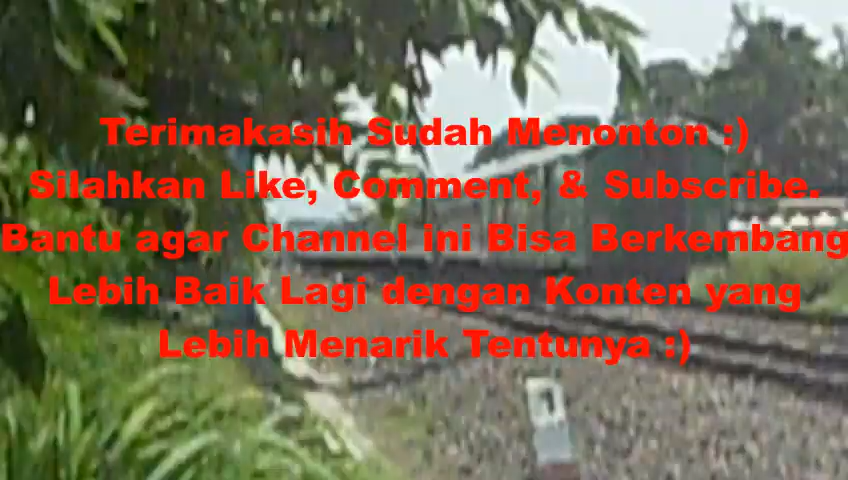 Terimakasih Sudah Menonton :)
Silahkan Like, Comment, & Subscribe.
Bantu agar Channel ini Bisa Berkembang
Lebih Baik Lagi dengan Konten yang
Lebih Menarik Tentunya :)